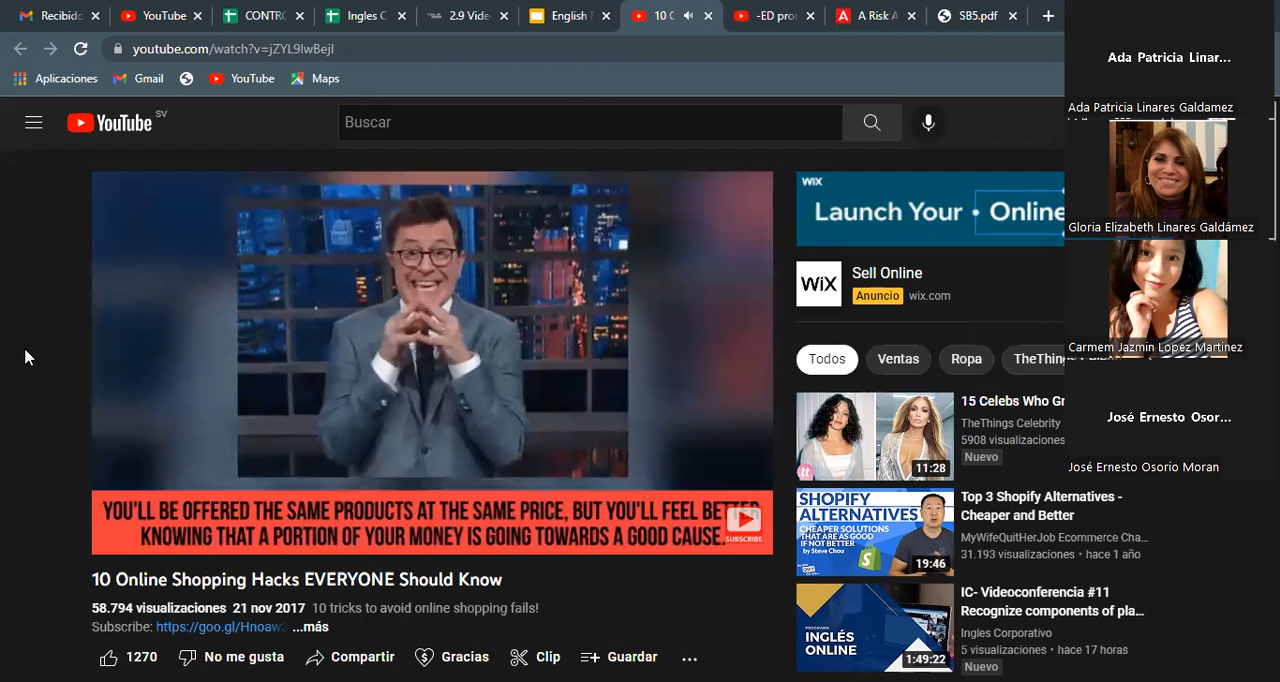 Recibido
YouTube
CONTRO
Ingles C
2.9 Vide
English F
10 O
-ED pro
A Risk A
SB5.pdf
youtube.com/watch?v=jZYL9lwBejI
Aplicaciones
Gmail
YouTube
Maps
YouTube SV
Buscar
YOU'LL BE OFFERED THE SAME PRODUCTS AT THE SAME PRICE, BUT YOU'LL FEEL BETTER
KNOWING THAT A PORTION OF YOUR MONEY IS GOING TOWARDS A GOOD CAUSE.
SUBSCRIBE
10 Online Shopping Hacks EVERYONE Should Know
58.794 visualizaciones 21 nov 2017 10 tricks to avoid online shopping fails!
Subscribe: https://goo.gl/Hnoaw ...más
1270
No me gusta
Compartir
Gracias
Clip
Guardar
WIX
Launch Your • Online
WIX
Sell Online
Anuncio wix.com
Todos
Ventas
Ropa
TheThing
15 Celebs Who Gr
TheThings Celebrity
5908 visualizaciones
Nuevo
11:28
SHOPIFY
ALTERNATIVES
CHEAPER SOLUTIONS
THAT ARE AS GOOD
IF NOT BETTER
by Steve Chou
19:46
Top 3 Shopify Alternatives -
Cheaper and Better
MyWifeQuitHerJob Ecommerce Cha...
31.193 visualizaciones • hace 1 año
PROGRAMA
INGLÉS
ONLINE
1:49:22
IC- Videoconferencia #11
Recognize components of pla...
Ingles Corporativo
5 visualizaciones • hace 17 horas
Nuevo
Ada Patricia Linar...
Ada Patricia Linares Galdamez
Gloria Elizabeth Linares Galdámez
Carmem Jazmin Lopez Martinez
José Ernesto Osor...
José Ernesto Osorio Moran